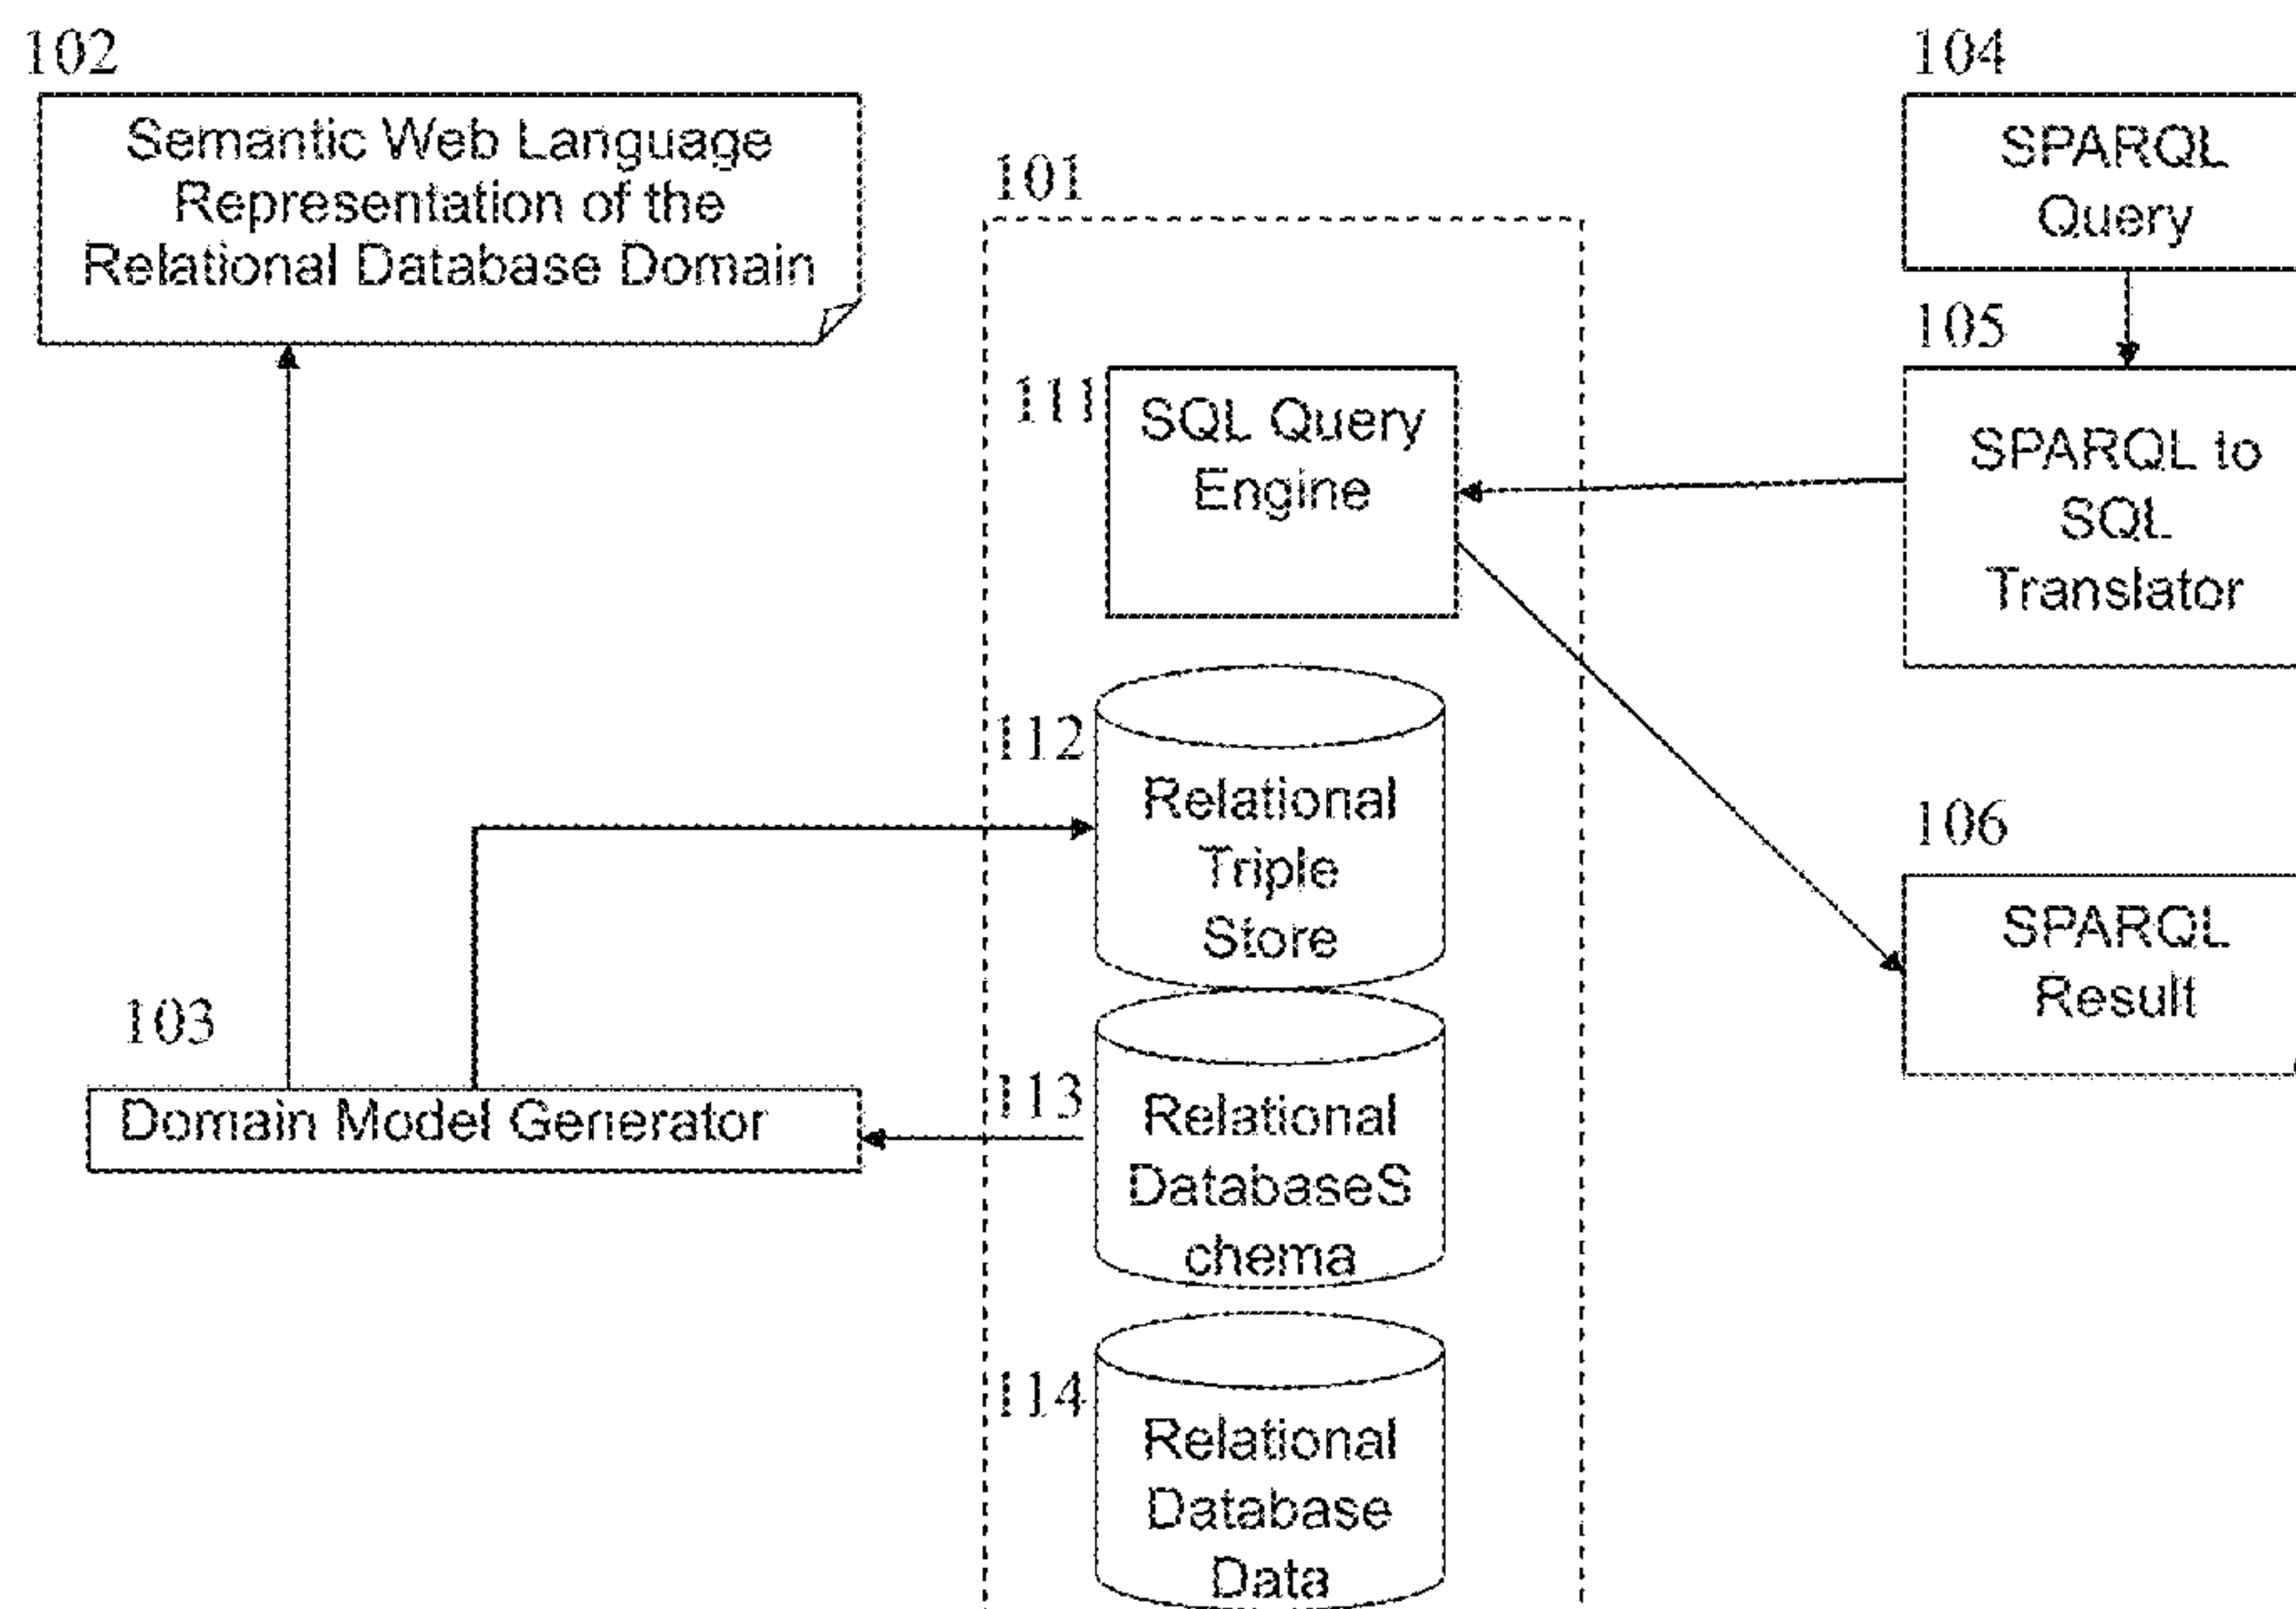 102
Semantic Web Language
Representation of the
Relational Database Domain
101
104
SPARQL
Query
105
SPARQL to
SQL
Translator
111
SQL Query
Engine
112
Relational
Triple
Store
106
SPARQL
Result
103
Domain Model Generator
113
Relational
DatabaseS
chema
114
Relational
Database
Data